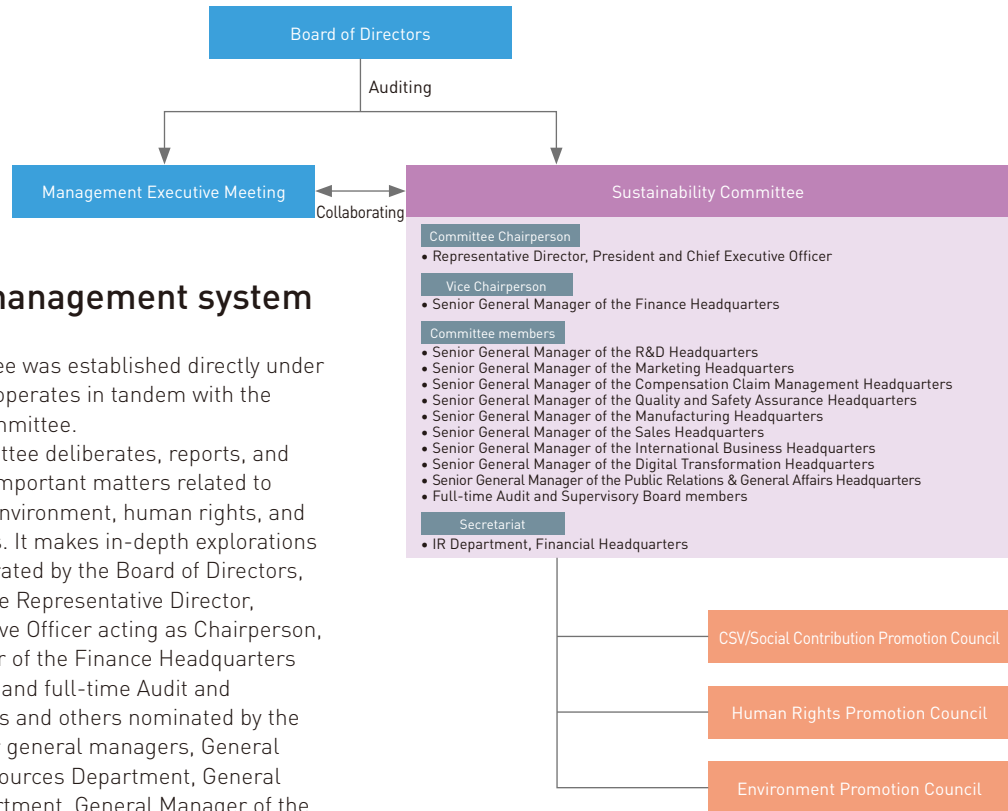 Board of Directors
Auditing
Management Executive Meeting
Collaborating
Sustainability Committee
Committee Chairperson
• Representative Director, President and Chief Executive Officer
Vice Chairperson
• Senior General Manager of the Finance Headquarters
Committee members
• Senior General Manager of the R&D Headquarters
• Senior General Manager of the Marketing Headquarters
• Senior General Manager of the Compensation Claim Management Headquarters
• Senior General Manager of the Quality and Safety Assurance Headquarters
• Senior General Manager of the Manufacturing Headquarters
• Senior General Manager of the Sales Headquarters
• Senior General Manager of the International Business Headquarters
• Senior General Manager of the Digital Transformation Headquarters
• Senior General Manager of the Public Relations & General Affairs Headquarters
• Full-time Audit and Supervisory Board members
Secretariat
• IR Department, Financial Headquarters
CSV/Social Contribution Promotion Council
Human Rights Promotion Council
Environment Promotion Council
management system
ee was established directly under
operates in tandem with the
mmittee.
ttee deliberates, reports, and
mportant matters related to
nvironment, human rights, and
s. It makes in-depth explorations
rated by the Board of Directors,
e Representative Director,
ve Officer acting as Chairperson,
r of the Finance Headquarters
and full-time Audit and
s and others nominated by the
r general managers, General
ources Department, General
artment, General Manager of the